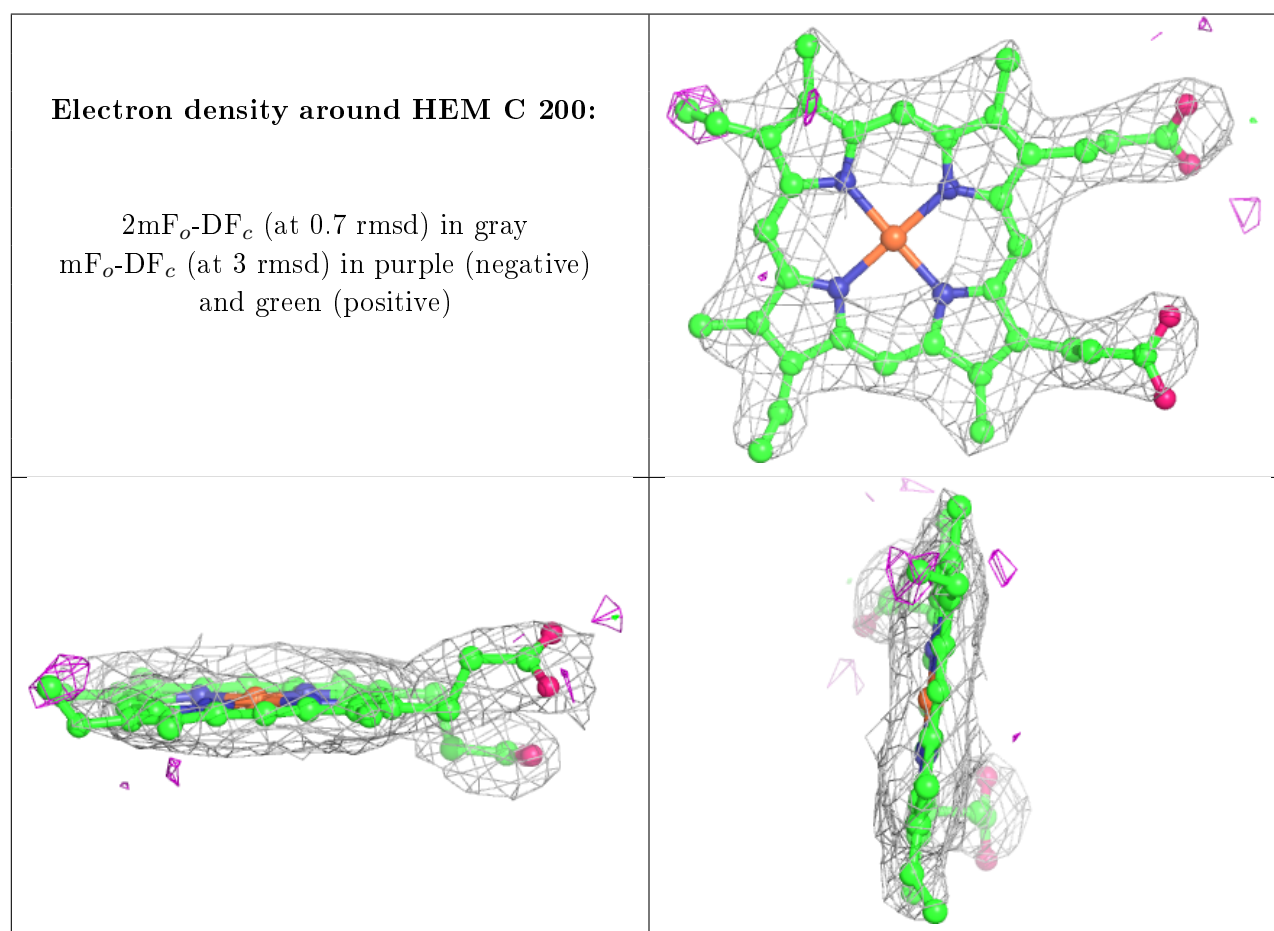 Electron density around HEM C 200:
2mFₒ-DF𝒸 (at 0.7 rmsd) in gray
mFₒ-DF𝒸 (at 3 rmsd) in purple (negative)
and green (positive)